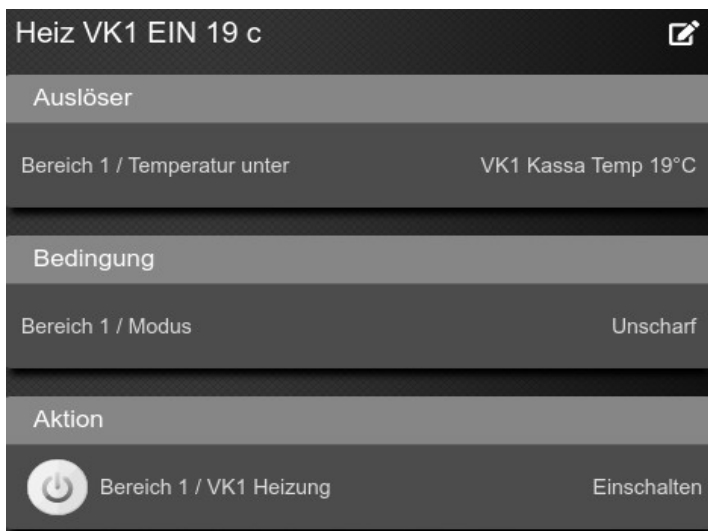 Heiz VK1 EIN 19 c
Auslöser
Bereich 1 / Temperatur unter VK1 Kassa Temp 19°C
Bedingung
Bereich 1 / Modus Unscharf
Aktion
Bereich 1 / VK1 Heizung Einschalten